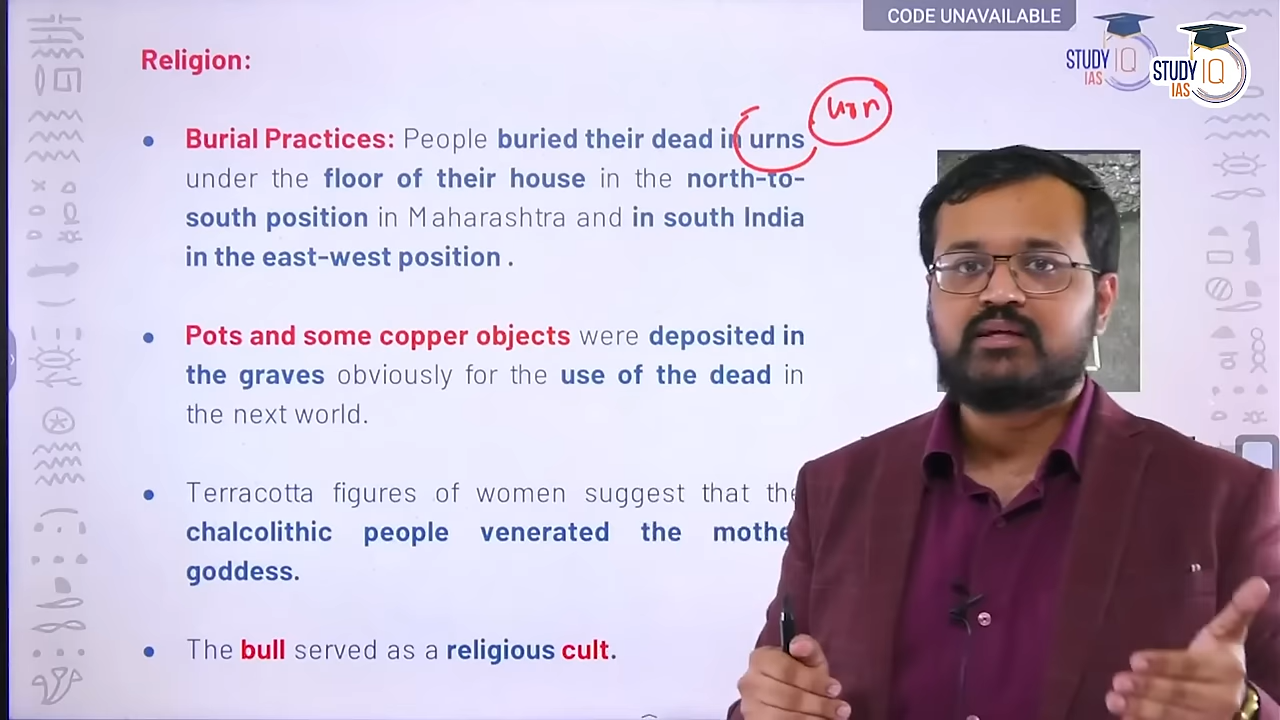 CODE UNAVAILABLE
STUDY IQ
IAS
STUDY IQ
IAS
Religion:
urn
• Burial Practices: People buried their dead in urns
under the floor of their house in the north-to-
south position in Maharashtra and in south India
in the east-west position .
• Pots and some copper objects were deposited in
the graves obviously for the use of the dead in
the next world.
• Terracotta figures of women suggest that the
chalcolithic people venerated the mothe
goddess.
• The bull served as a religious cult.